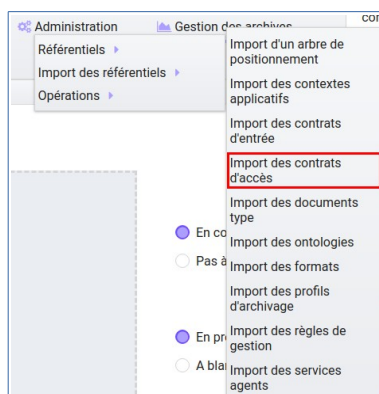 Administration
Gestion des archives
Référentiels
Import des référentiels
Opérations
Import d'un arbre de
positionnement
Import des contextes
applicatifs
Import des contrats
d'entrée
Import des contrats
d'accès
Import des documents
type
Import des ontologies
Import des formats
Import des profils
d'archivage
Import des règles de
gestion
Import des services
agents
En co
Pas à
En pr
A bla